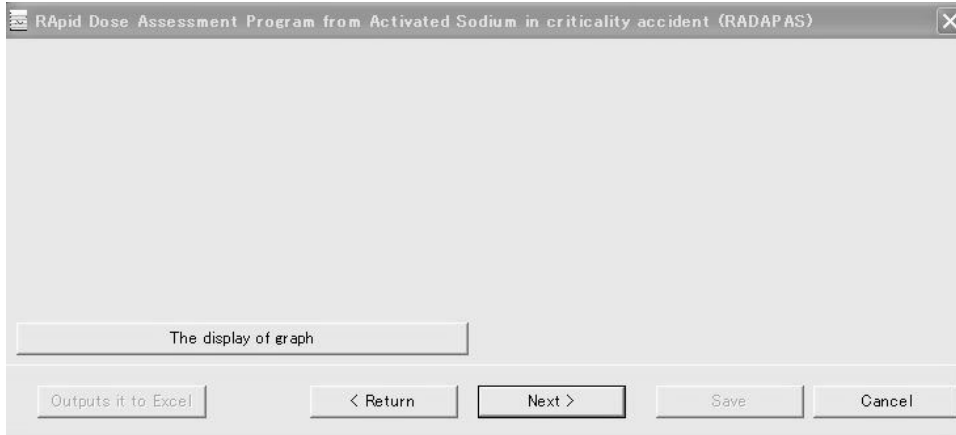 RApid Dose Assessment Program from Activated Sodium in criticality accident (RADAPAS)
The display of graph
Outputs it to Excel
< Return
Next >
Save
Cancel